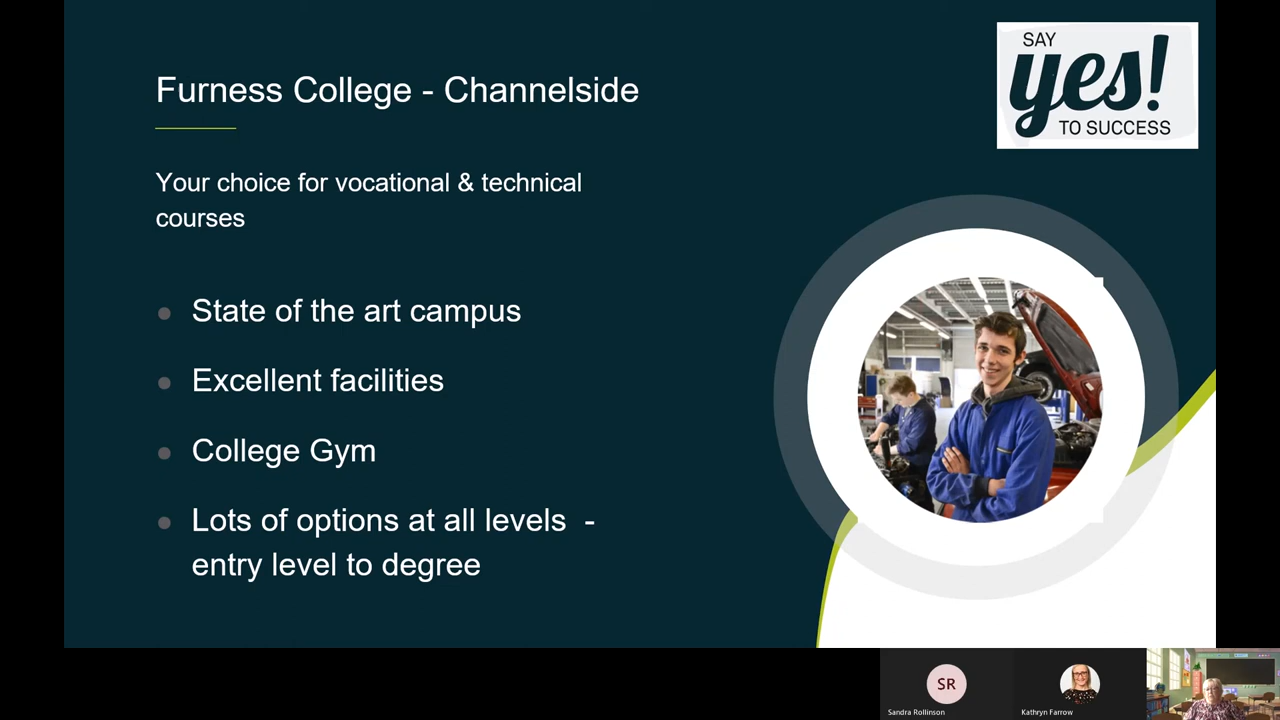 SAY
yes!
TO SUCCESS
Furness College - Channelside
Your choice for vocational & technical
courses
● State of the art campus
● Excellent facilities
● College Gym
● Lots of options at all levels -
entry level to degree
SR
Sandra Rollinson
Kathryn Farrow